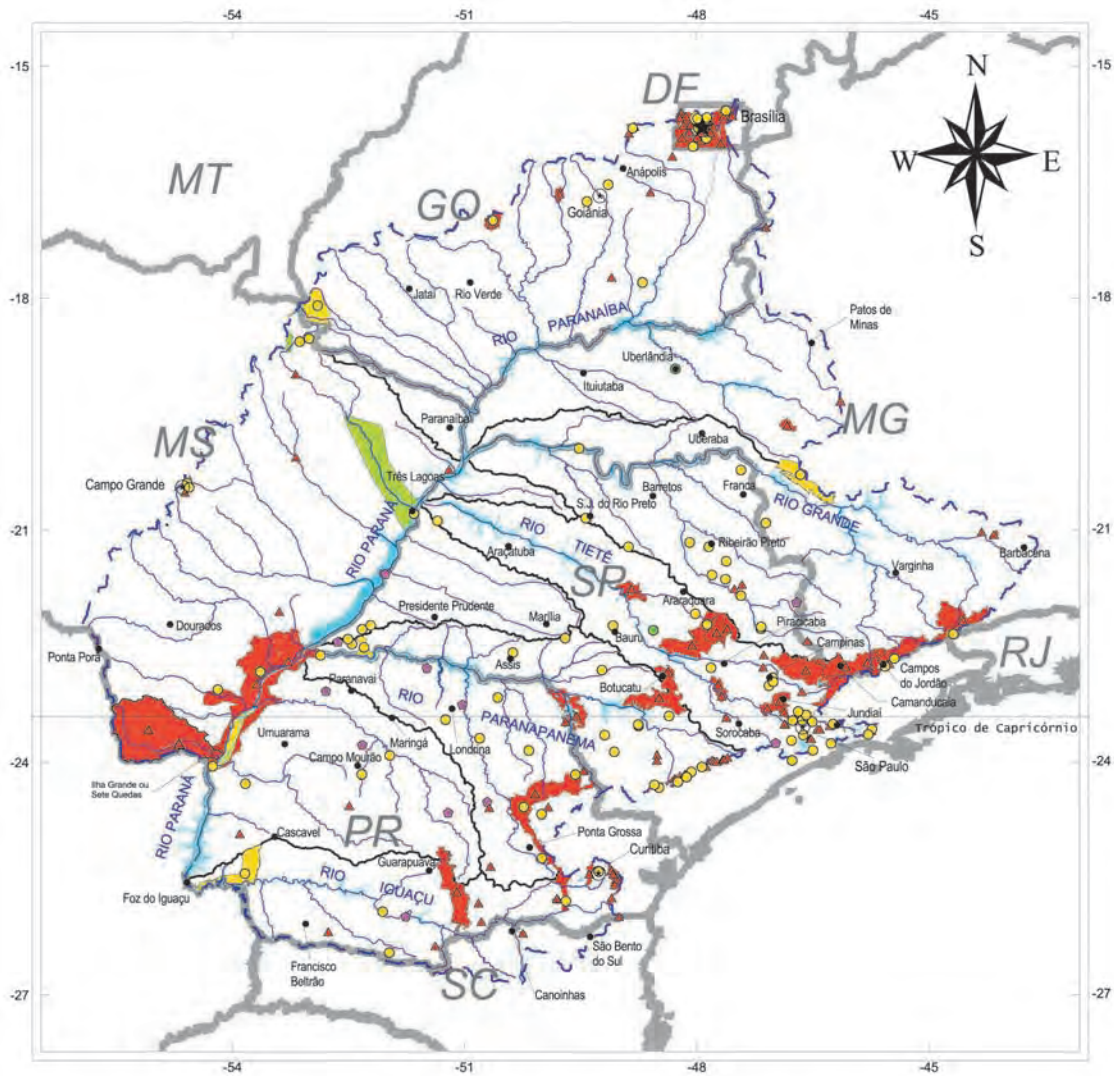 -54
-51
-48
-45
-15
-15
N
W
E
S
DF
Brasília
MT
GO
Anápolis
Goiânia
-18
-18
Jataí
Rio Verde
RIO
PARANAÍBA
Patos de
Minas
Uberlândia
Ituiutaba
MG
Paranaíba
Uberaba
MS
Campo Grande
Três Lagoas
Barretos
Franca
S.J. do Rio Preto
RIO GRANDE
-21
-21
RIO PARANÁ
RIO
TIETÊ
Ribeirão Preto
Barbacena
Araçatuba
Varginha
SP
Araraquara
Presidente Prudente
Marília
Piracicaba
Dourados
Bauru
Campinas
Ponta Porã
Assis
RJ
Paranavaí
Botucatu
Campos
do Jordão
RIO
PARANAPANEMA
Camanducaia
Jundiaí
Umuarama
Maringá
Londrina
Sorocaba
Trópico de Capricórnio
Campo Mourão
São Paulo
-24
-24
Ilha Grande ou
Sete Quedas
RIO PARANÁ
PR
Cascavel
Ponta Grossa
Guarapuava
Curitiba
Foz do Iguaçu
RIO
IGUAÇU
Francisco
Beltrão
SC
São Bento
do Sul
Canoinhas
-27
-27
-54
-51
-48
-45